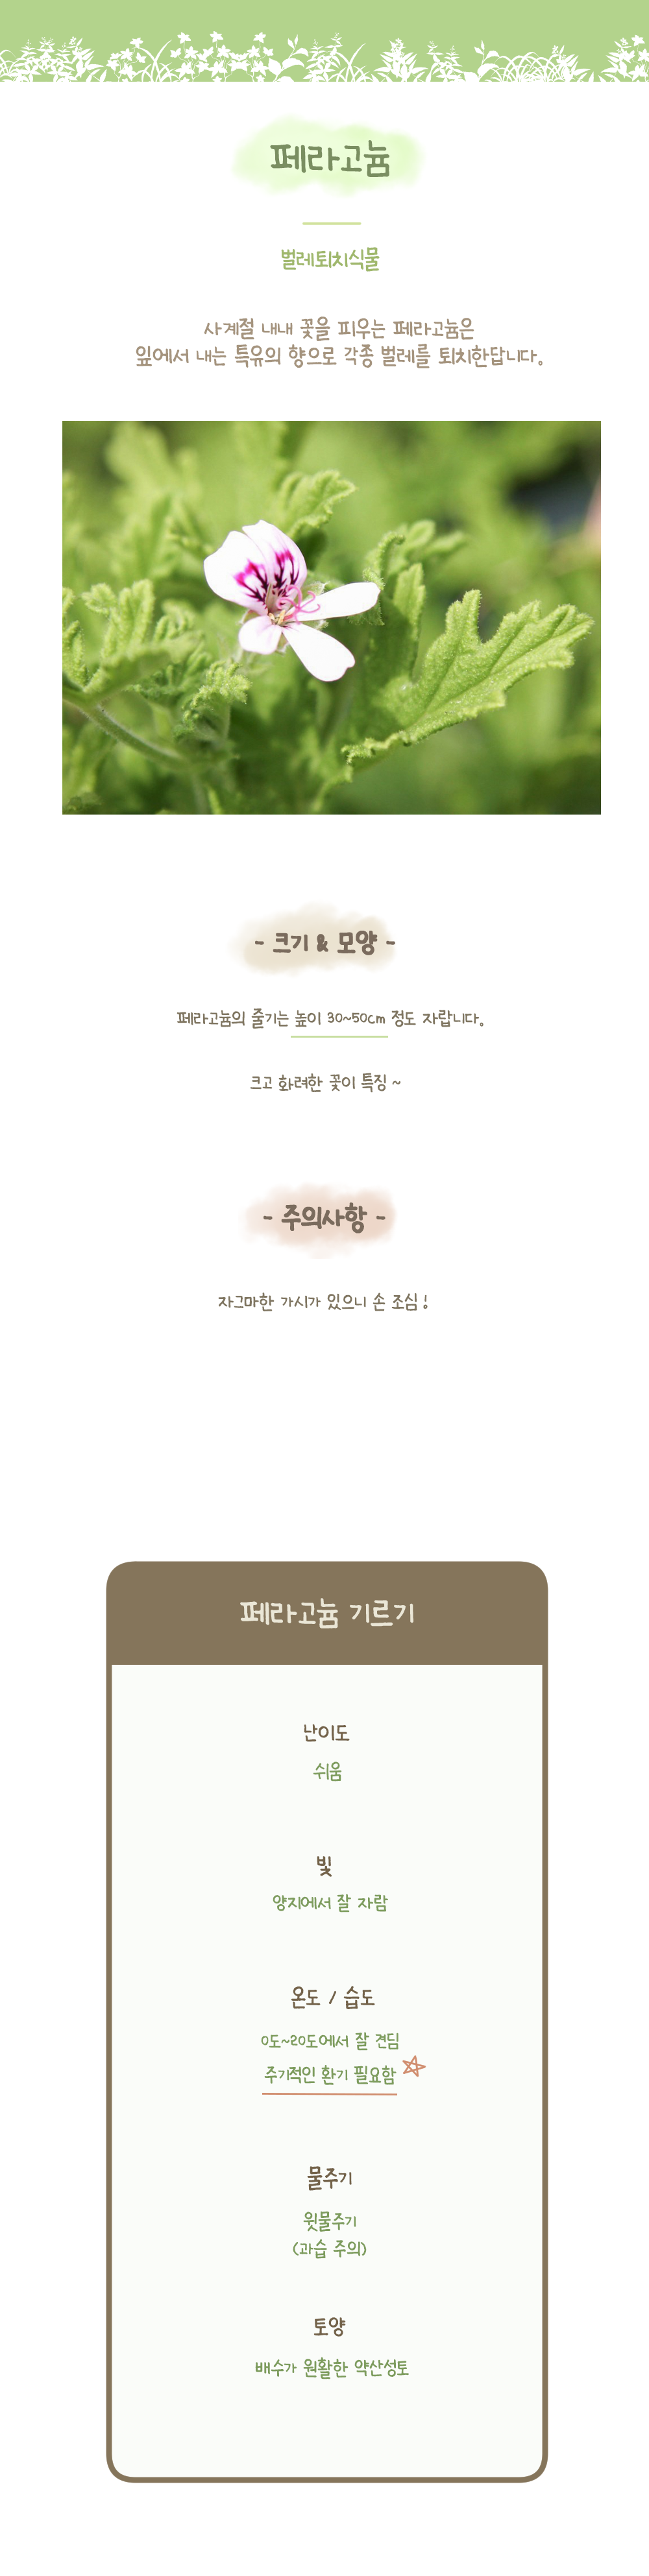 페라고늄
벌레퇴치식물
사계절 내내 꽃을 피우는 페라고늄은
잎에서 내는 특유의 향으로 각종 벌레를 퇴치한답니다.
- 크기 & 모양 -
페라고늄의 줄기는 높이 30~50cm 정도 자랍니다.
크고 화려한 꽃이 특징 ~
- 주의사항 -
자그마한 가시가 있으니 손 조심 !
페라고늄 기르기
난이도
쉬움
빛
양지에서 잘 자람
온도 / 습도
0도~20도에서 잘 견딤
주기적인 환기 필요함
물주기
윗물주기
(과습 주의)
토양
배수가 원활한 약산성토